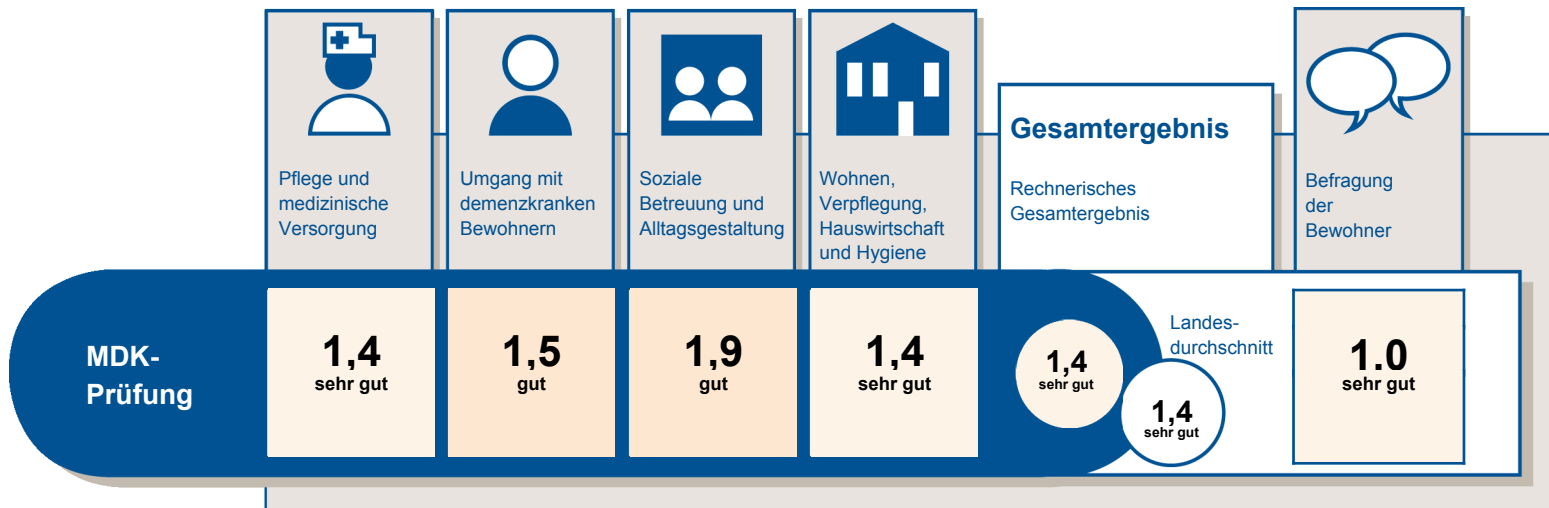 Pflege und
medizinische
Versorgung
Umgang mit
demenzkranken
Bewohnern
Soziale
Betreuung und
Alltagsgestaltung
Wohnen,
Verpflegung,
Hauswirtschaft
und Hygiene
Gesamtergebnis
Rechnerisches
Gesamtergebnis
Befragung
der
Bewohner
MDK-
Prüfung
1,4
sehr gut
1,5
gut
1,9
gut
1,4
sehr gut
1,4
sehr gut
Landes-
durchschnitt
1,4
sehr gut
1.0
sehr gut